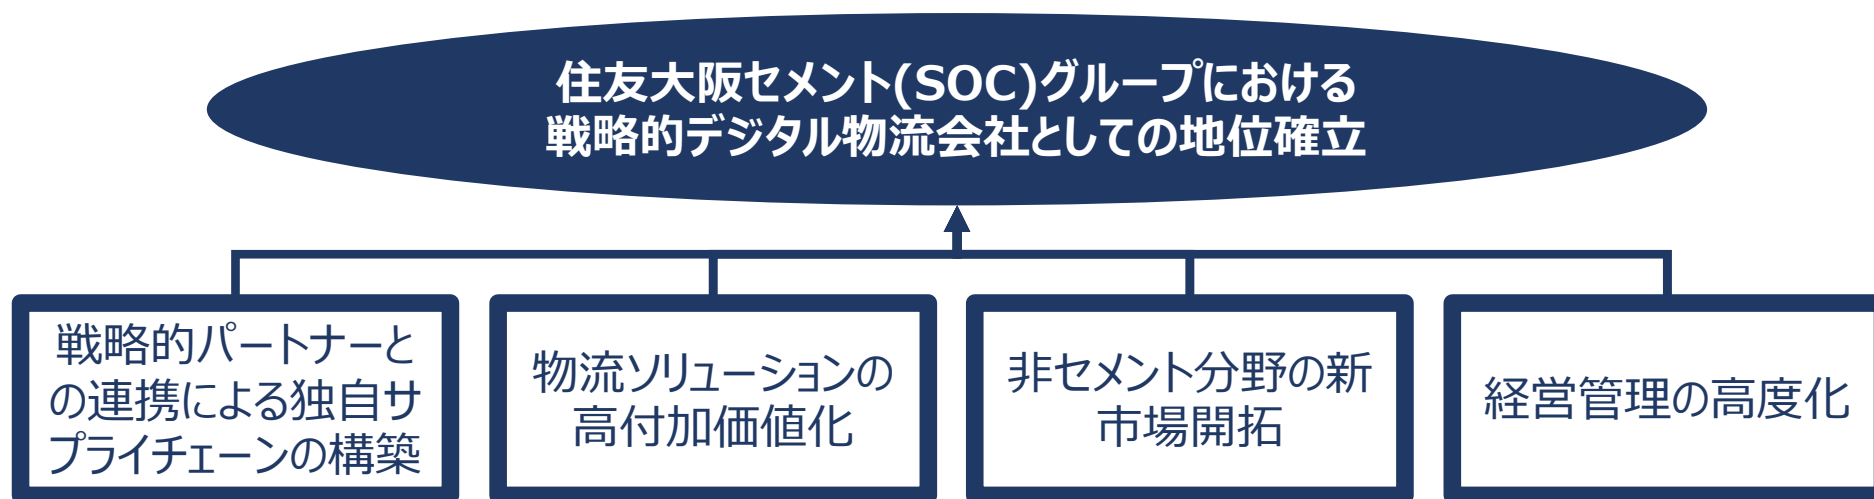 住友大阪セメント(SOC)グループにおける
戦略的デジタル物流会社としての地位確立
戦略的パートナーと
の連携による独自サ
プライチェーンの構築
物流ソリューションの
高付加価値化
非セメント分野の新
市場開拓
経営管理の高度化